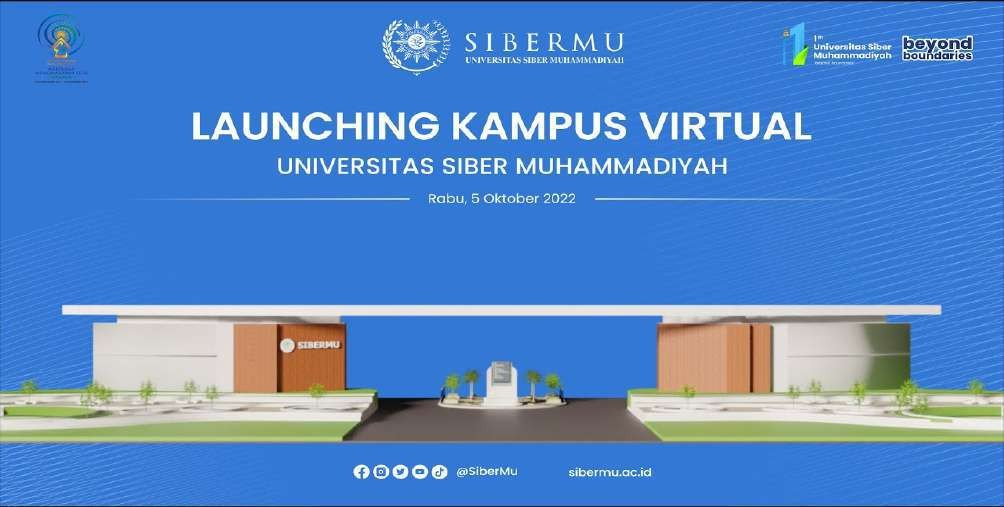 SIBERMU
UNIVERSITAS SIBER MUHAMMADIYAH
1TH
Universitas Siber
Muhammadiyah
beyond
boundaries
LAUNCHING KAMPUS VIRTUAL
UNIVERSITAS SIBER MUHAMMADIYAH
Rabu, 5 Oktober 2022
SIBERMU
@SiberMu
sibermu.ac.id